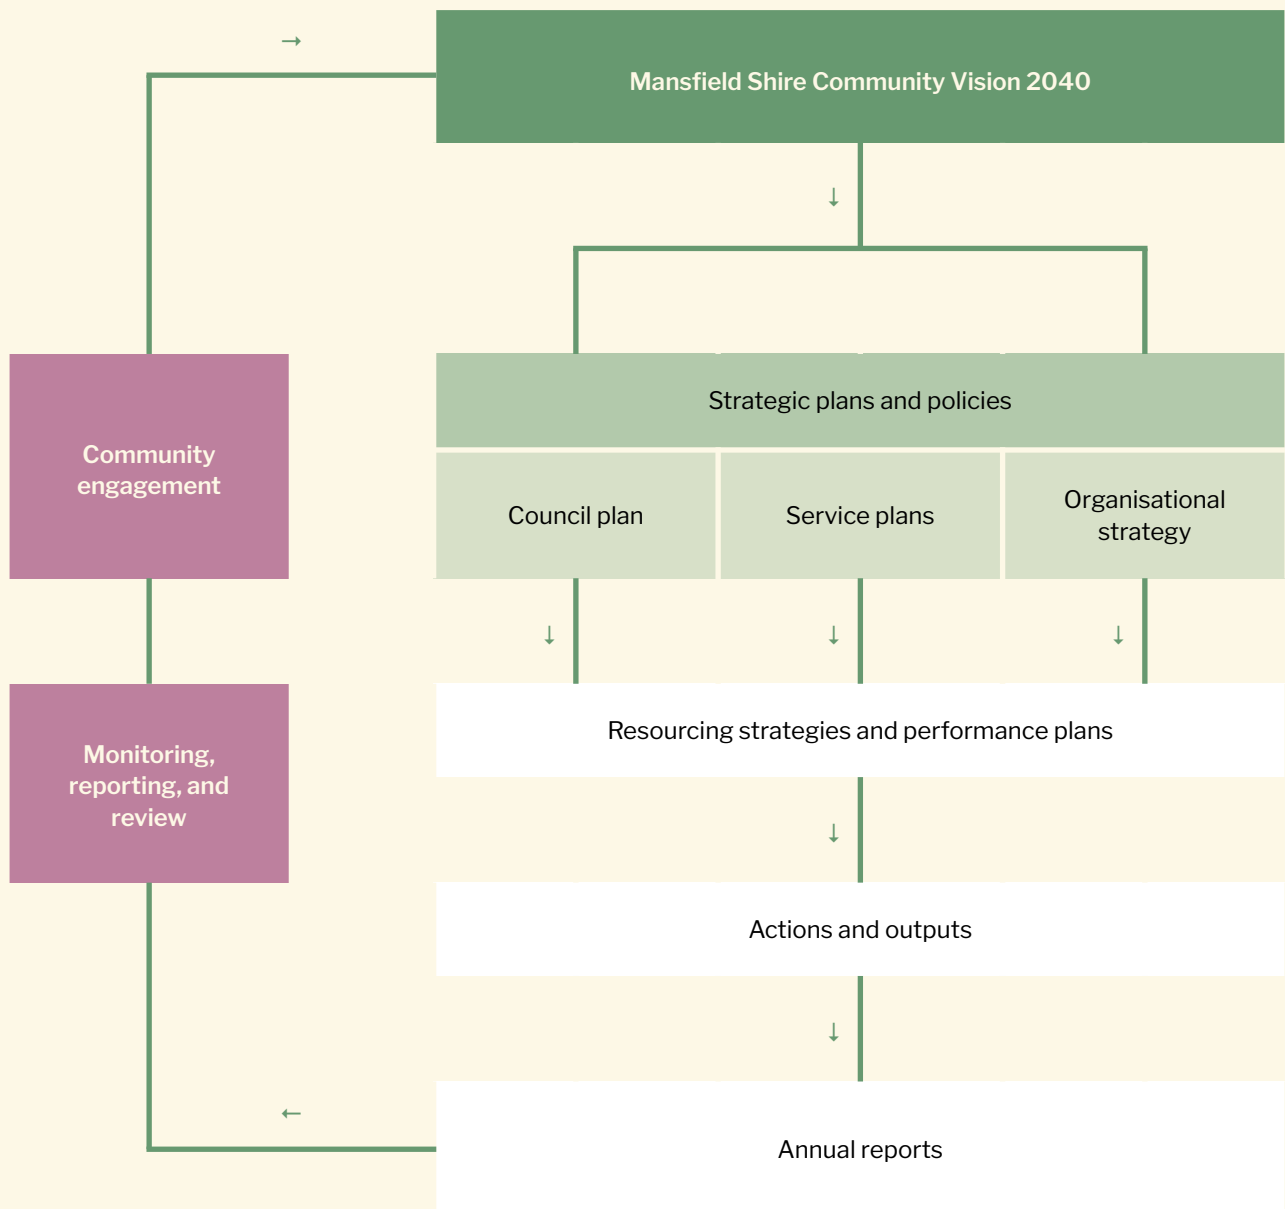 →
Mansfield Shire Community Vision 2040
↓
Strategic plans and policies
Community
engagement
Council plan
Service plans
Organisational
strategy
↓
↓
↓
Monitoring,
reporting, and
review
Resourcing strategies and performance plans
↓
Actions and outputs
↓
←
Annual reports